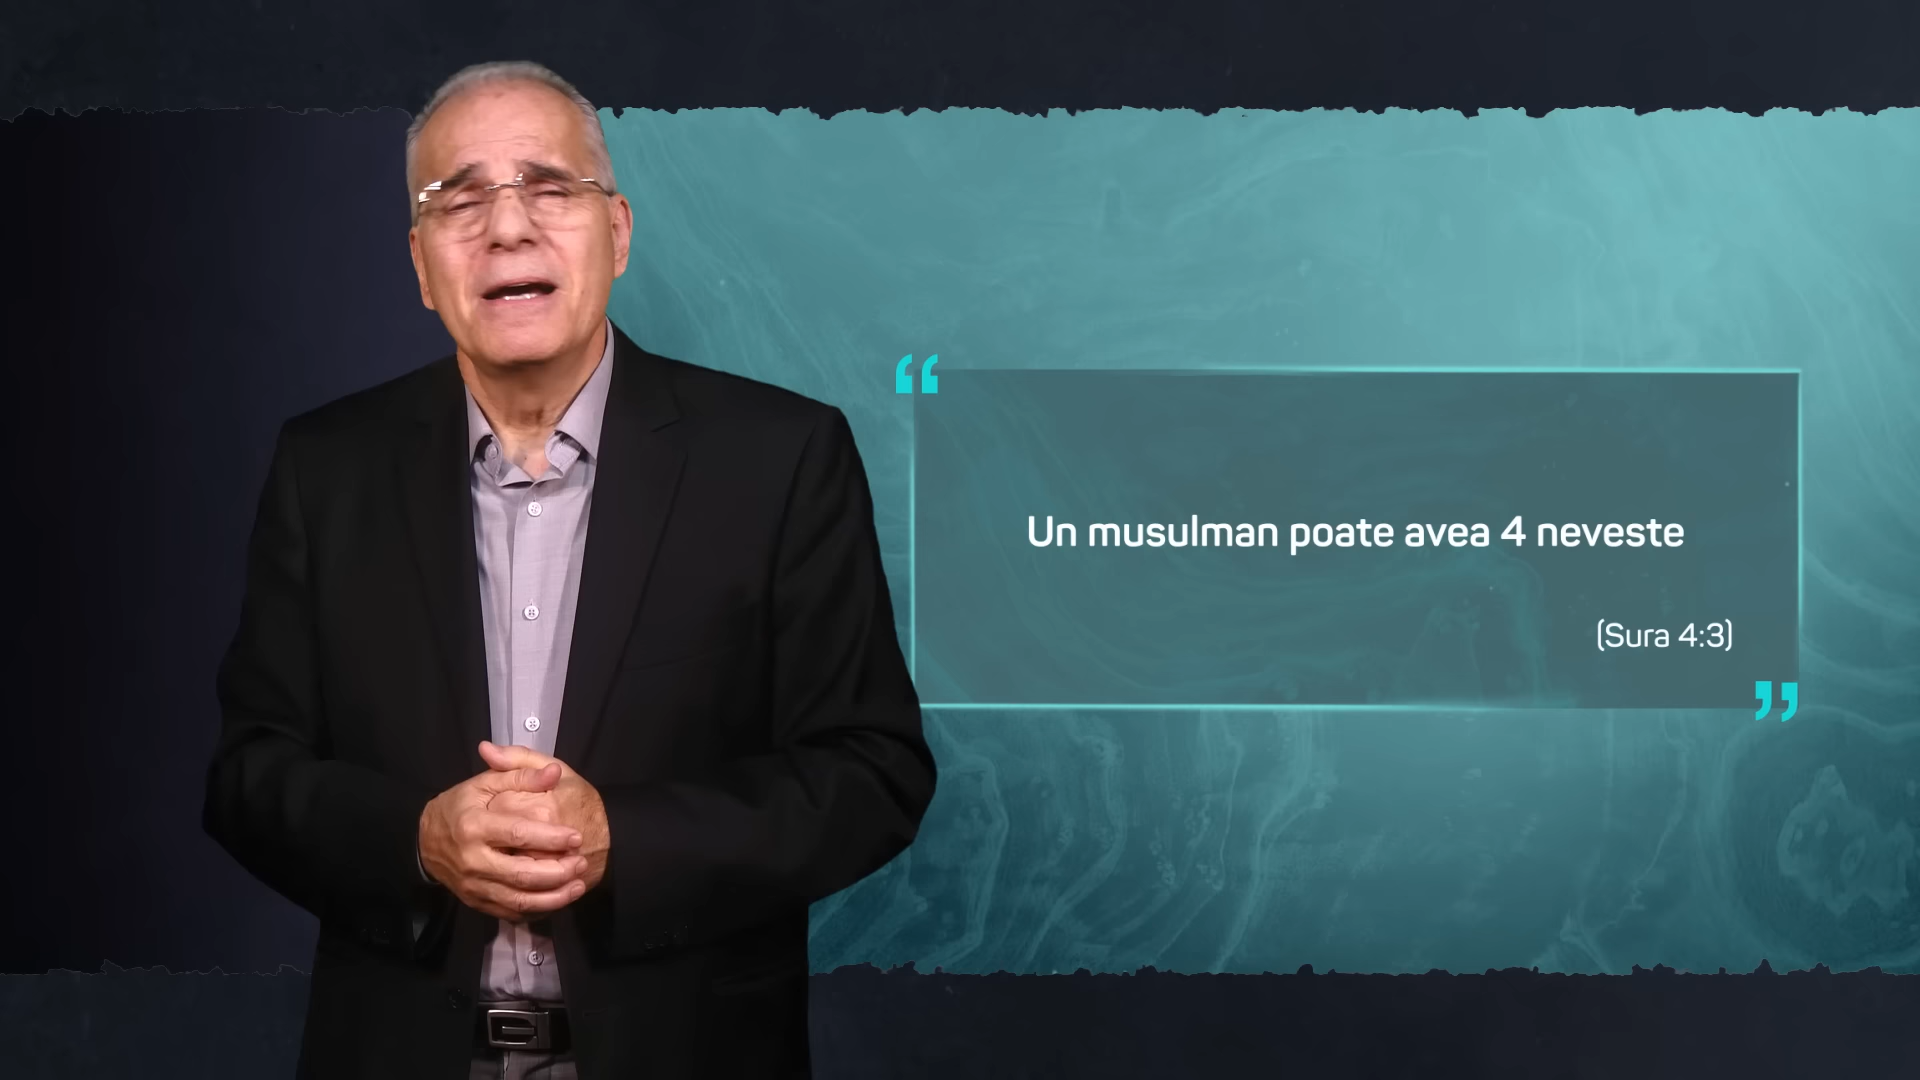 “
Un musulman poate avea 4 neveste
(Sura 4:3)
”